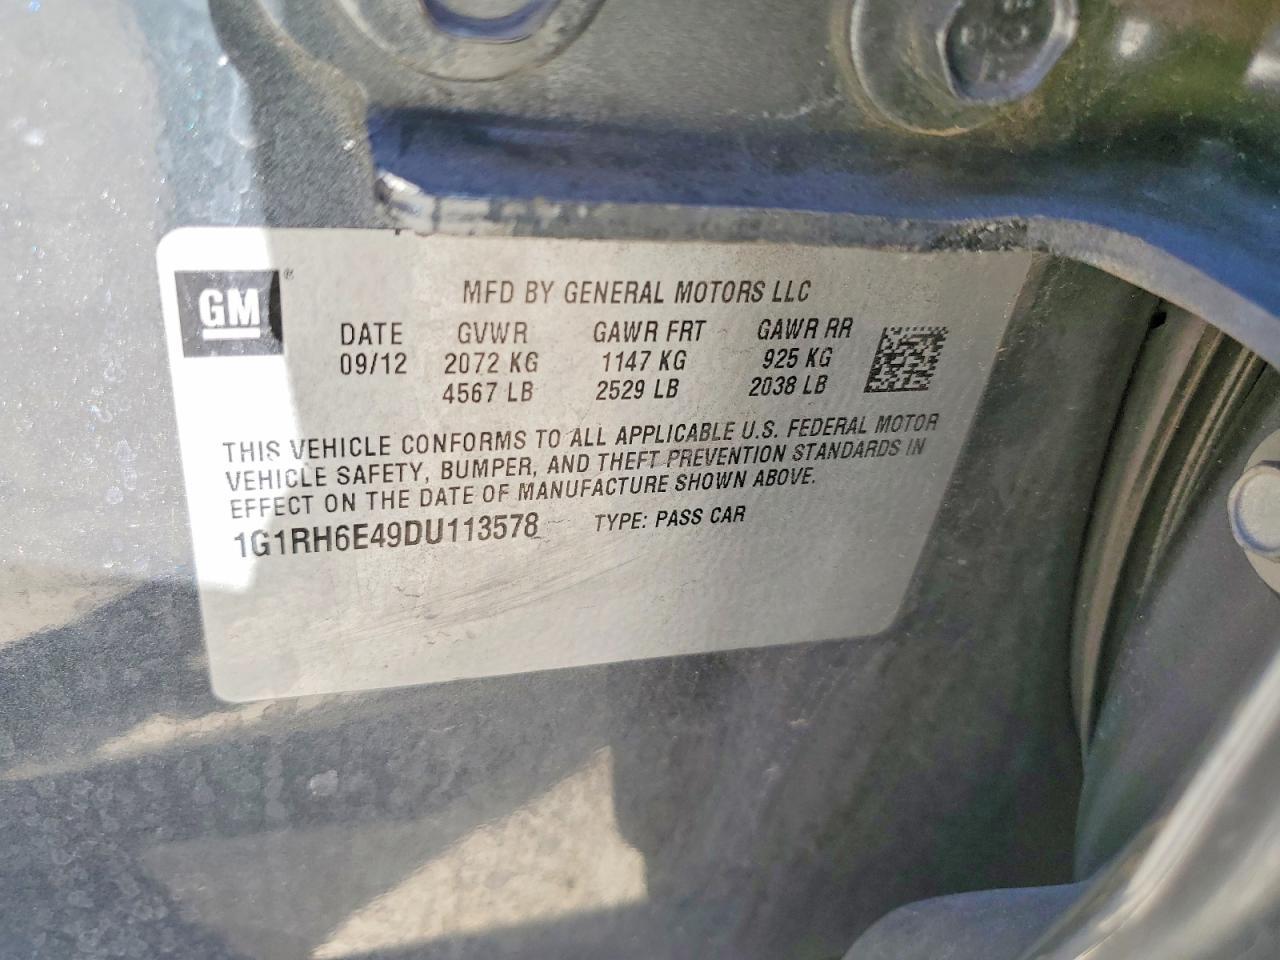 GM®
MFD BY GENERAL MOTORS LLC
DATE GVWR GAWR FRT GAWR RR
09/12 2072 KG 1147 KG 925 KG
4567 LB 2529 LB 2038 LB
THIS VEHICLE CONFORMS TO ALL APPLICABLE U.S. FEDERAL MOTOR
VEHICLE SAFETY, BUMPER, AND THEFT PREVENTION STANDARDS IN
EFFECT ON THE DATE OF MANUFACTURE SHOWN ABOVE.
1G1RH6E49DU113578 TYPE: PASS CAR